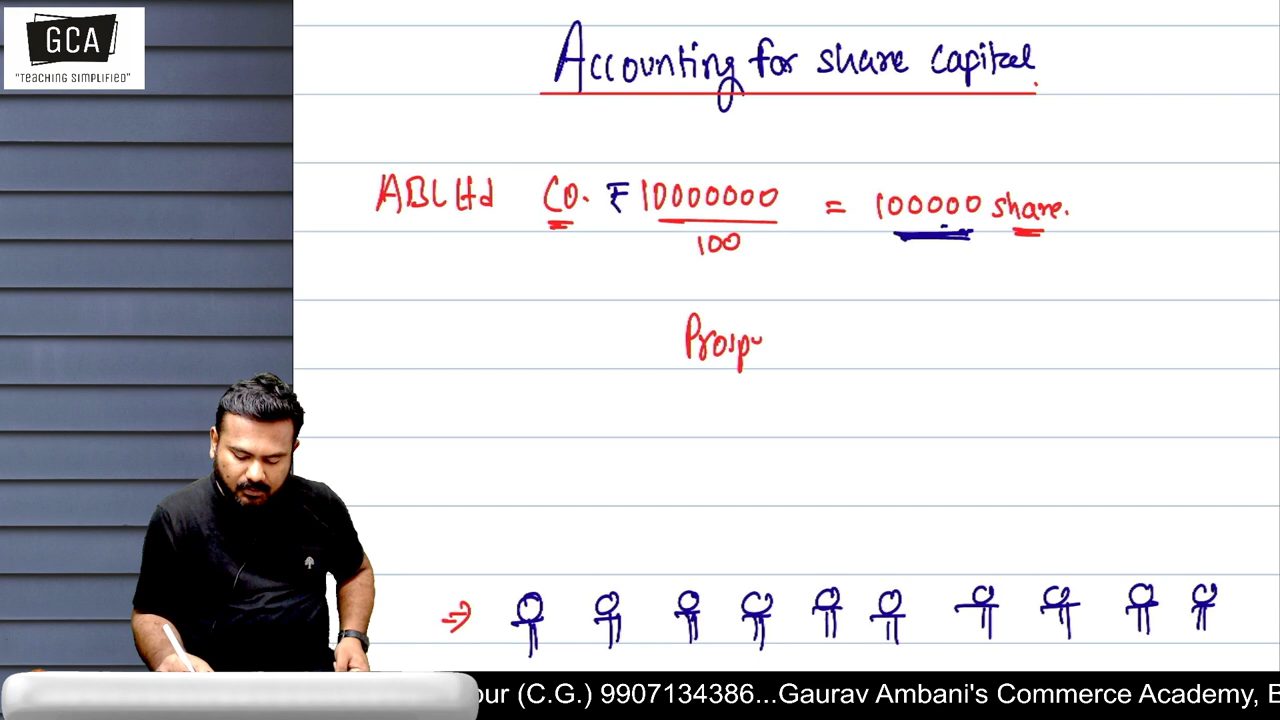 GCA
"TEACHING SIMPLIFIED"
Accounting for share capital
ABC Ltd CO. ₹ 10000000 = 100000 share.
100
Prosp
our (C.G.) 9907134386...Gaurav Ambani's Commerce Academy, B